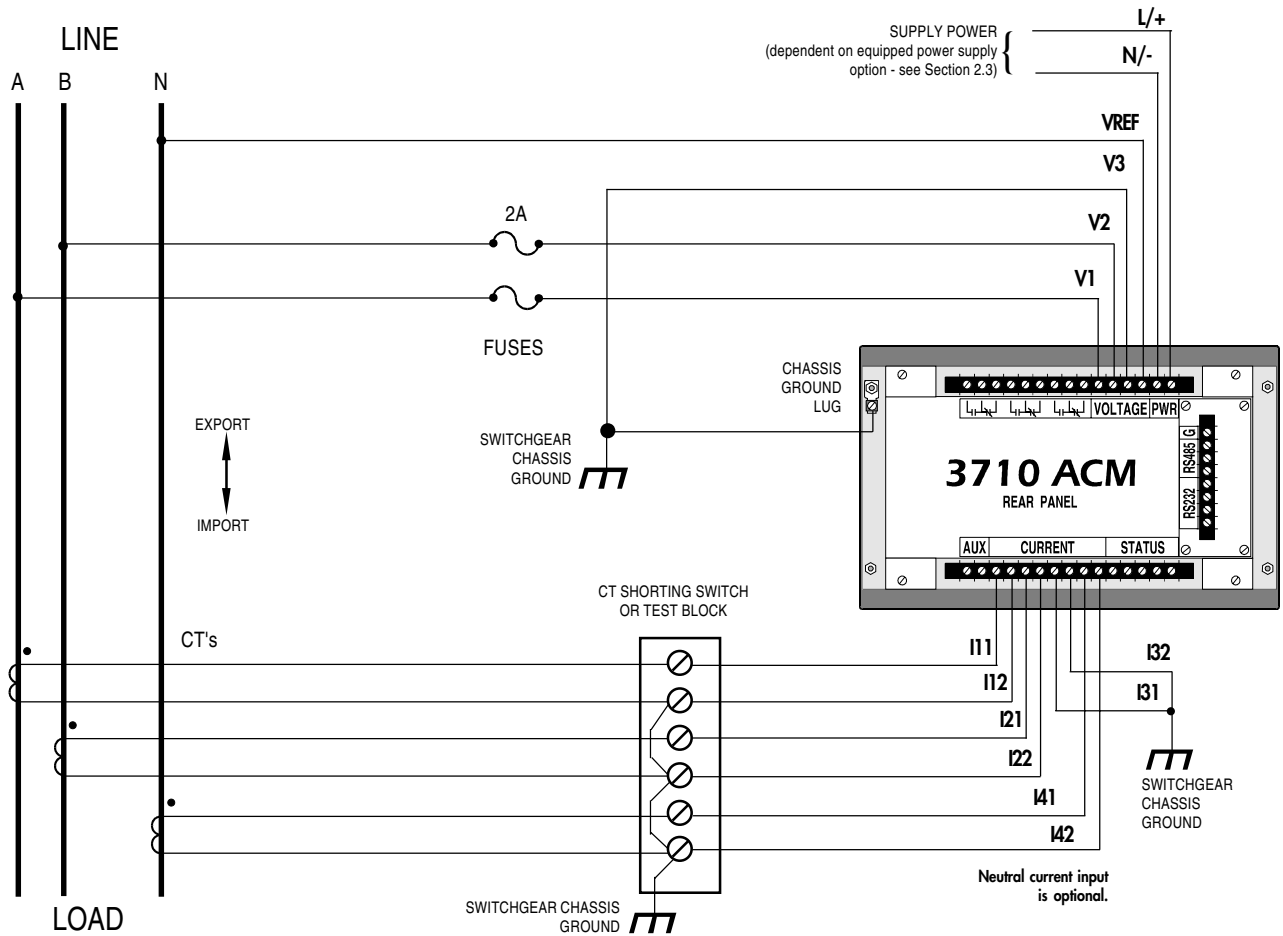 LINE
A
B
N
SUPPLY POWER
(dependent on equipped power supply
option - see Section 2.3)
{
L/+
N/-
VREF
V3
V2
V1
2A
FUSES
CHASSIS
GROUND
LUG
EXPORT
IMPORT
SWITCHGEAR
CHASSIS
GROUND
VOLTAGE
PWR
G
RS485
RS232
3710 ACM
REAR PANEL
AUX
CURRENT
STATUS
CT SHORTING SWITCH
OR TEST BLOCK
CT's
I11
I12
I21
I22
I41
I42
I32
I31
SWITCHGEAR
CHASSIS
GROUND
Neutral current input
is optional.
SWITCHGEAR CHASSIS
GROUND
LOAD